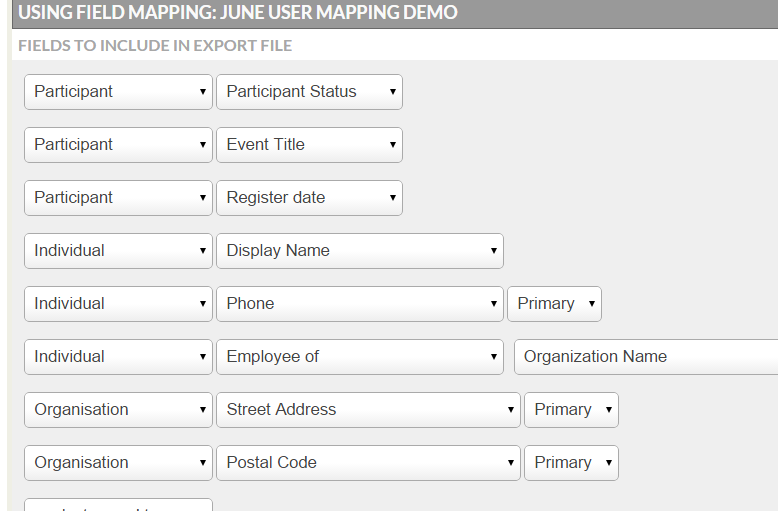 USING FIELD MAPPING: JUNE USER MAPPING DEMO
FIELDS TO INCLUDE IN EXPORT FILE
Participant Participant Status
Participant Event Title
Participant Register date
Individual Display Name
Individual Phone Primary
Individual Employee of Organization Name
Organisation Street Address Primary
Organisation Postal Code Primary